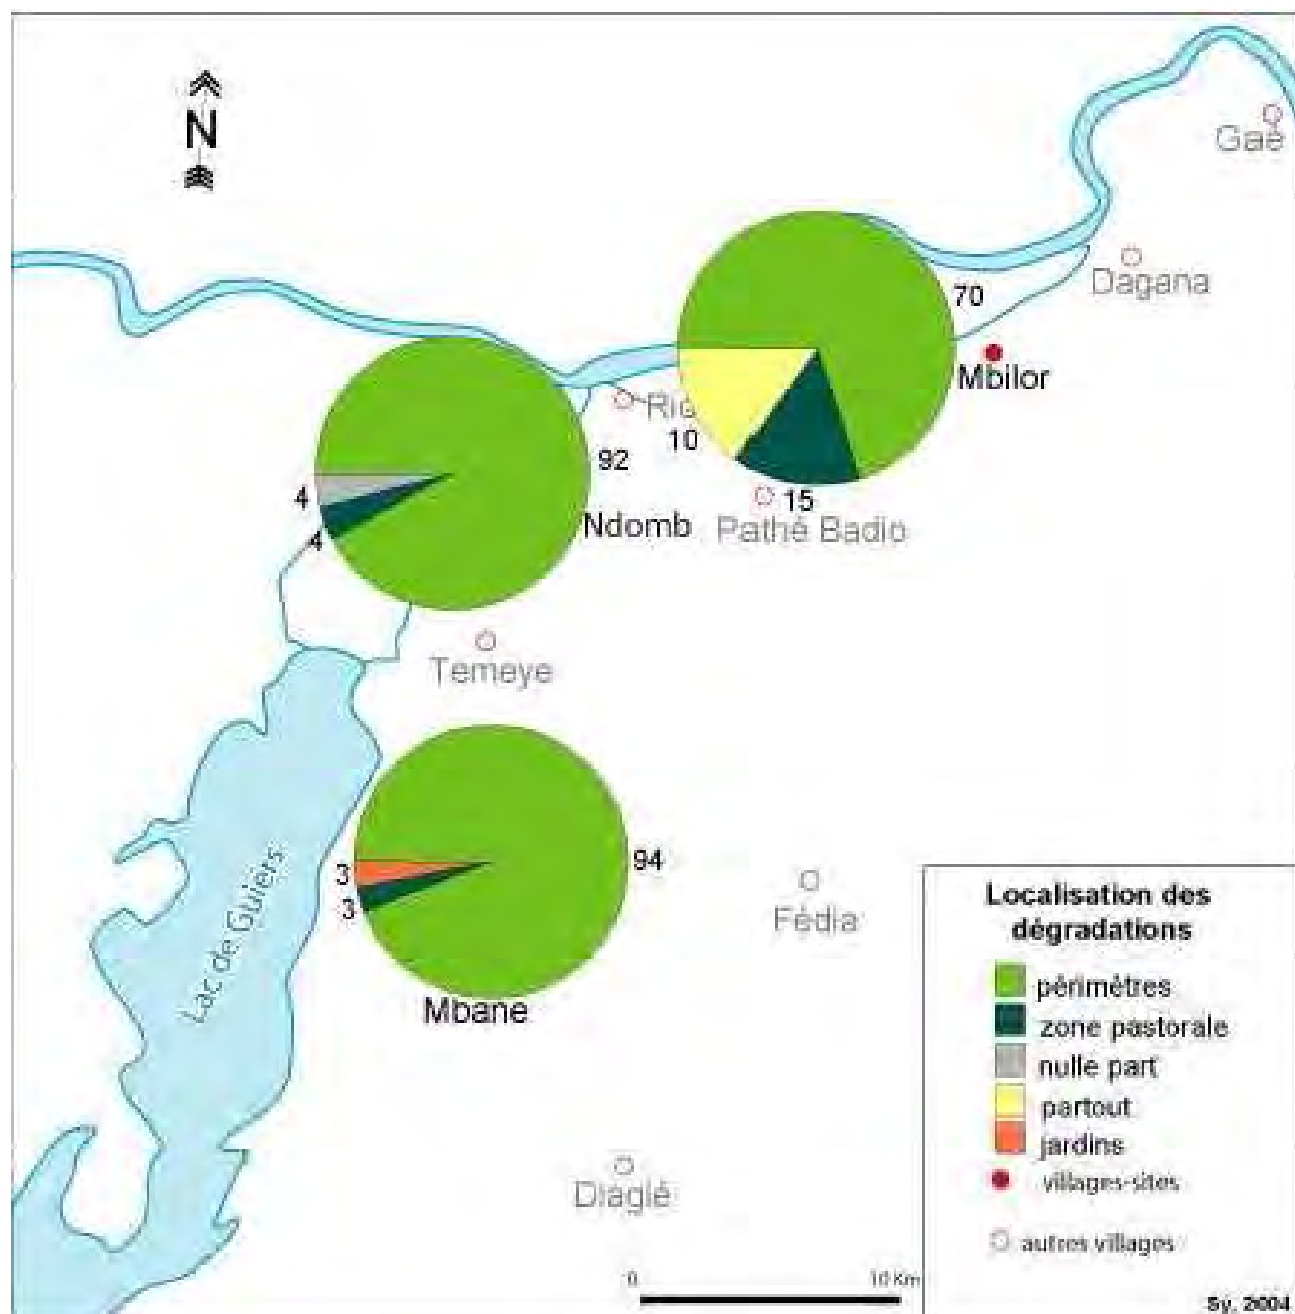 N
Gaé
Dagana
70
Mbilor
10
92
4
Ndomb
15
Pathé Badio
4
Temeye
94
3
3
Fédia
Lac de Guiers
Mbane
Diaglé
0 10 Km
Localisation des
dégradations
périmètres
zone pastorale
nulle part
partout
jardins
villages-sites
autres villages
Sy, 2004